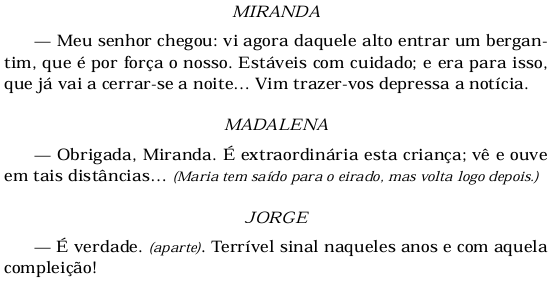 MIRANDA
— Meu senhor chegou: vi agora daquele alto entrar um bergan-
tim, que é por força o nosso. Estáveis com cuidado; e era para isso,
que já vai a cerrar-se a noite... Vim trazer-vos depressa a notícia.
MADALENA
— Obrigada, Miranda. É extraordinária esta criança; vê e ouve
em tais distâncias... (Maria tem saído para o eirado, mas volta logo depois.)
JORGE
— É verdade. (aparte). Terrível sinal naqueles anos e com aquela
compleição!